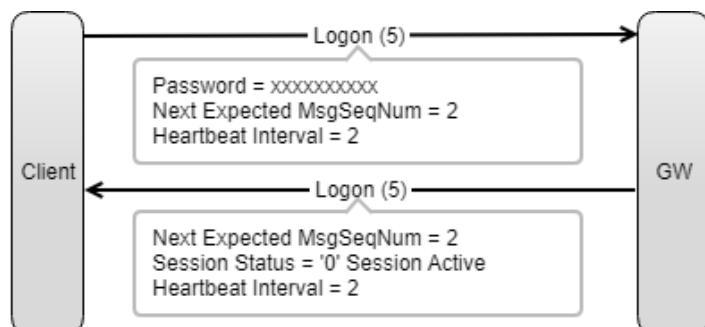 Logon (5)
Password = xxxxxxxxxx
Next Expected MsgSeqNum = 2
Heartbeat Interval = 2
Client
GW
Logon (5)
Next Expected MsgSeqNum = 2
Session Status = '0' Session Active
Heartbeat Interval = 2